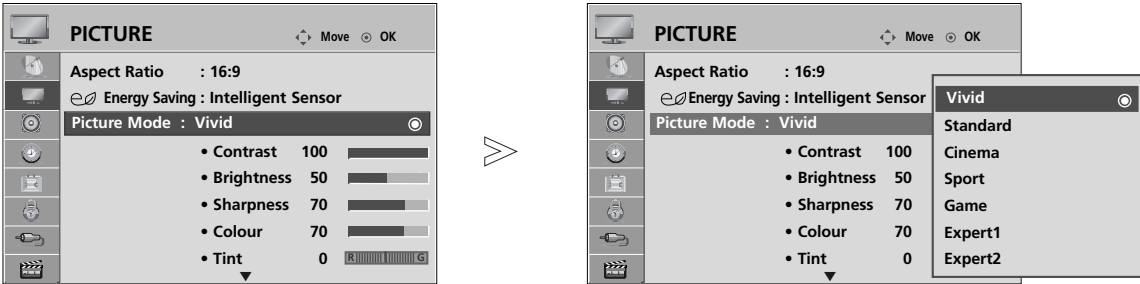 PICTURE Move OK
Aspect Ratio : 16:9
Energy Saving : Intelligent Sensor
Picture Mode : Vivid
• Contrast 100
• Brightness 50
• Sharpness 70
• Colour 70
• Tint 0 R G
PICTURE Move OK
Aspect Ratio : 16:9
Energy Saving : Intelligent Sensor
Picture Mode : Vivid
• Contrast 100
• Brightness 50
• Sharpness 70
• Colour 70
• Tint 0
Vivid
Standard
Cinema
Sport
Game
Expert1
Expert2